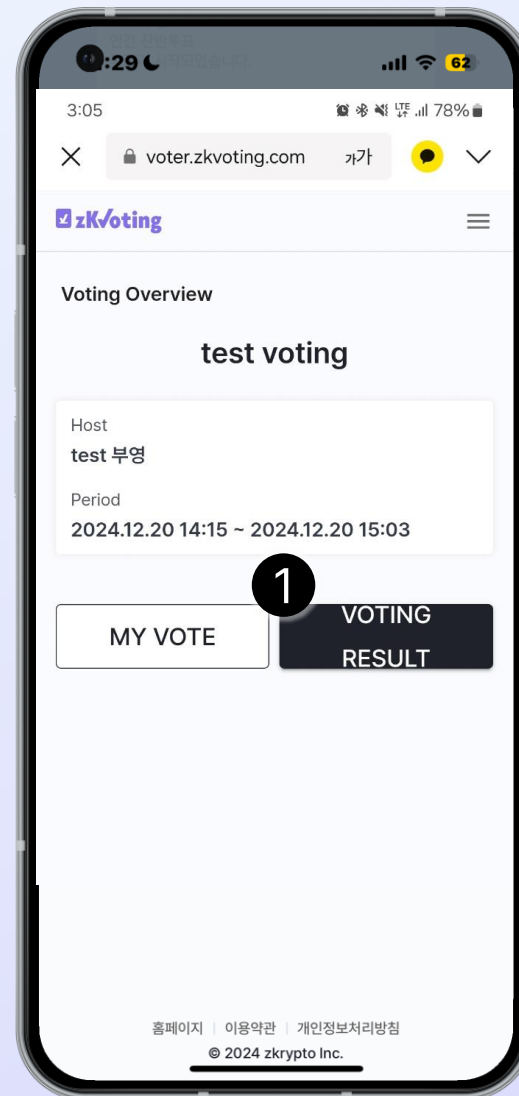 :29
62
3:05
LTE 78%
voter.zkvoting.com 가가
zKvoting
Voting Overview
test voting
Host
test 부영
Period
2024.12.20 14:15 ~ 2024.12.20 15:03
1
MY VOTE
VOTING
RESULT
홈페이지 | 이용약관 | 개인정보처리방침
© 2024 zkrypto Inc.